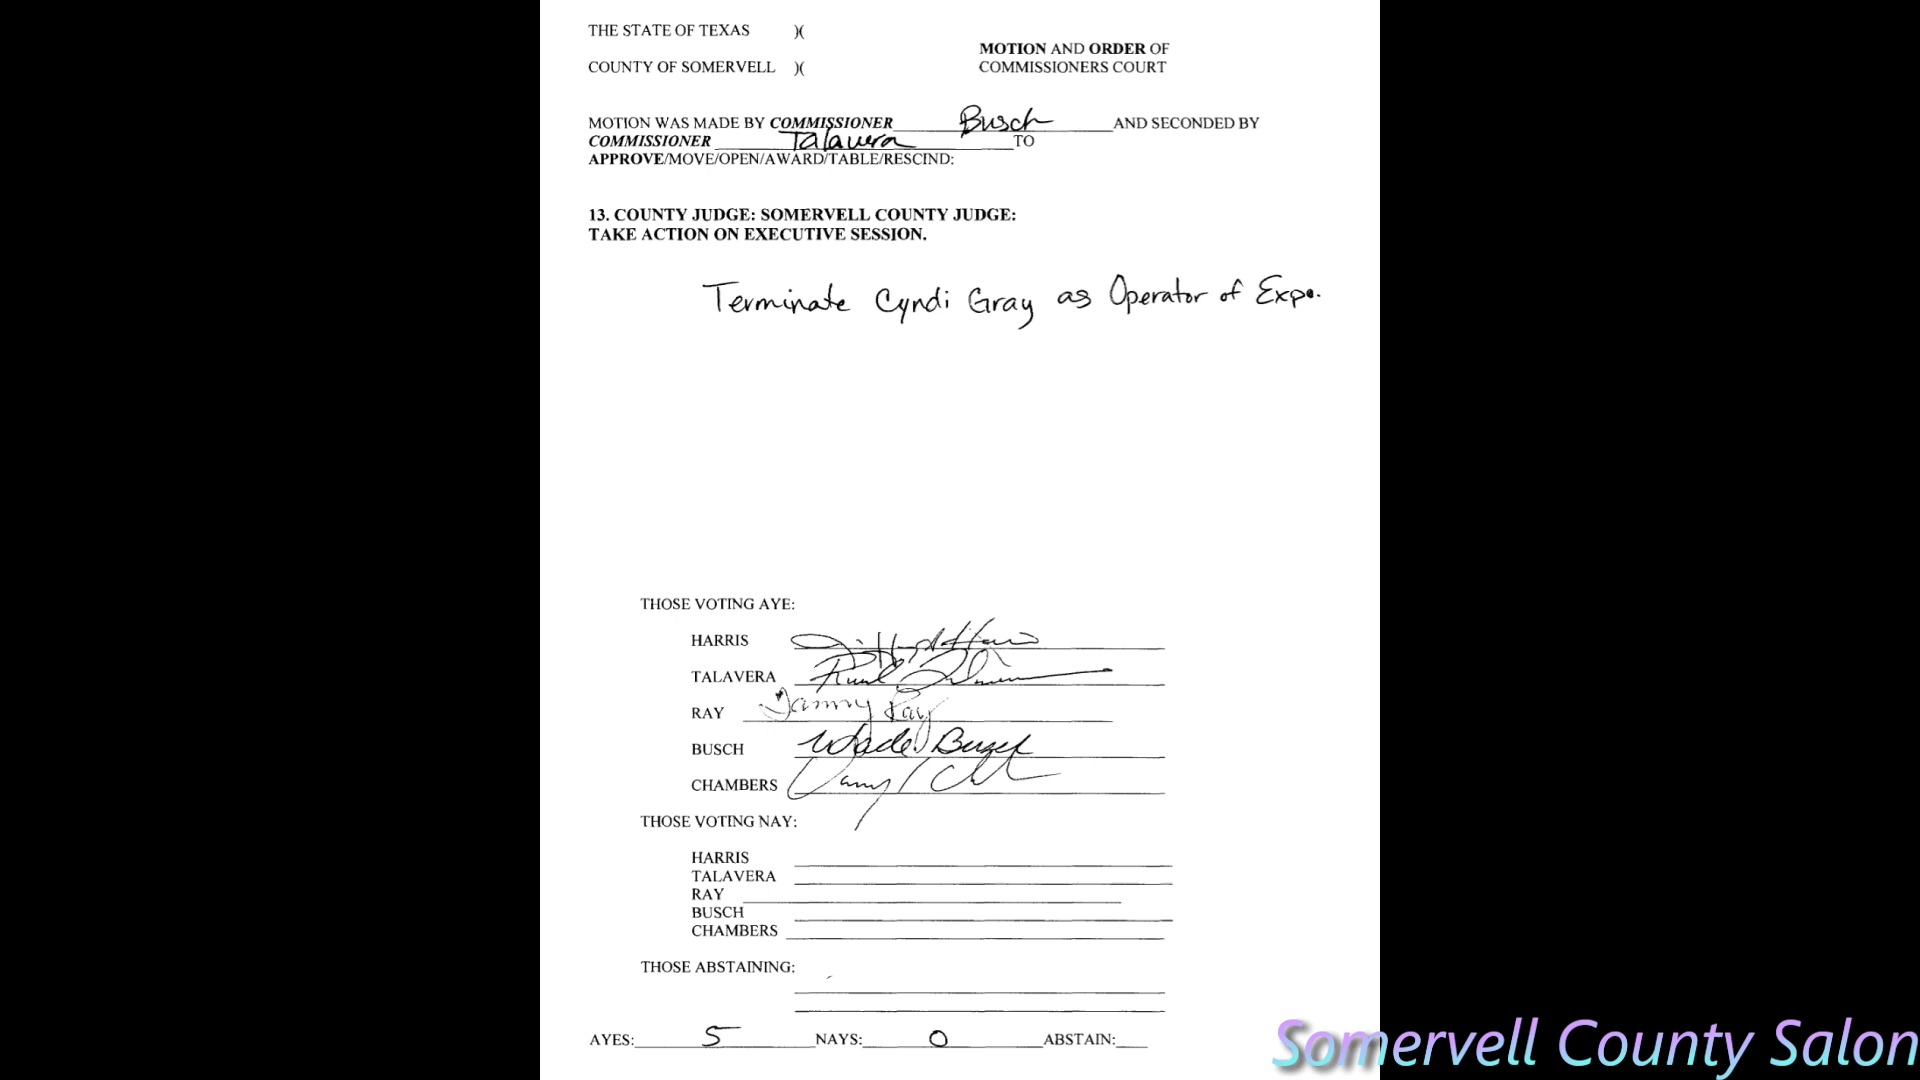 THE STATE OF TEXAS )(
MOTION AND ORDER OF
COUNTY OF SOMERVELL )( COMMISSIONERS COURT
MOTION WAS MADE BY COMMISSIONER Busch AND SECONDED BY
COMMISSIONER Talavera TO
APPROVE/MOVE/OPEN/AWARD/TABLE/RESCIND:
13. COUNTY JUDGE: SOMERVELL COUNTY JUDGE:
TAKE ACTION ON EXECUTIVE SESSION.
Terminate Cyndi Gray as Operator of Expo.
THOSE VOTING AYE:
HARRIS
TALAVERA
RAY Tammy Ray
BUSCH Wade Busch
CHAMBERS
THOSE VOTING NAY:
HARRIS
TALAVERA
RAY
BUSCH
CHAMBERS
THOSE ABSTAINING:
AYES: 5 NAYS: 0 ABSTAIN:
Somervell County Salon